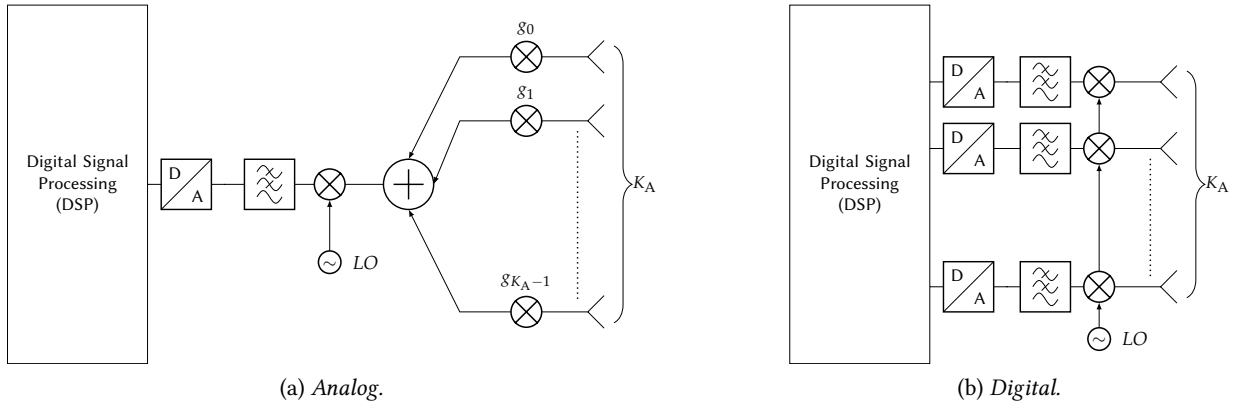 Digital Signal
Processing
(DSP)
D
A
LO
g0
g1
gKA−1
KA
(a) Analog.
Digital Signal
Processing
(DSP)
D
A
D
A
D
A
LO
KA
(b) Digital.